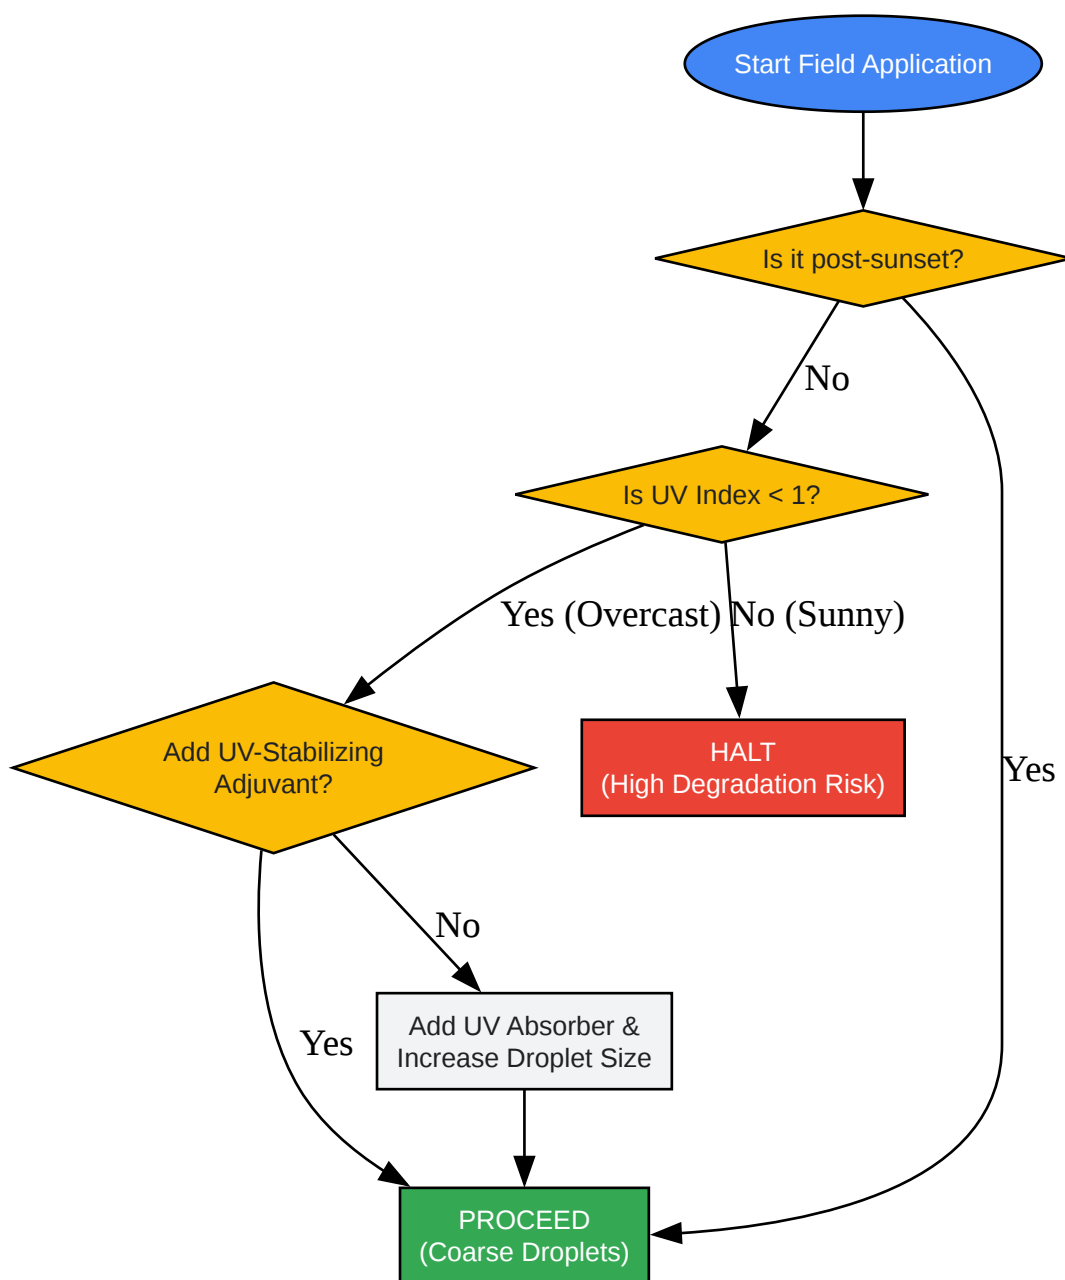 Start Field Application
Is it post-sunset?
No
Is UV Index < 1?
Yes (Overcast)
No (Sunny)
Add UV-Stabilizing
Adjuvant?
HALT
(High Degradation Risk)
Yes
No
Add UV Absorber &
Increase Droplet Size
Yes
PROCEED
(Coarse Droplets)